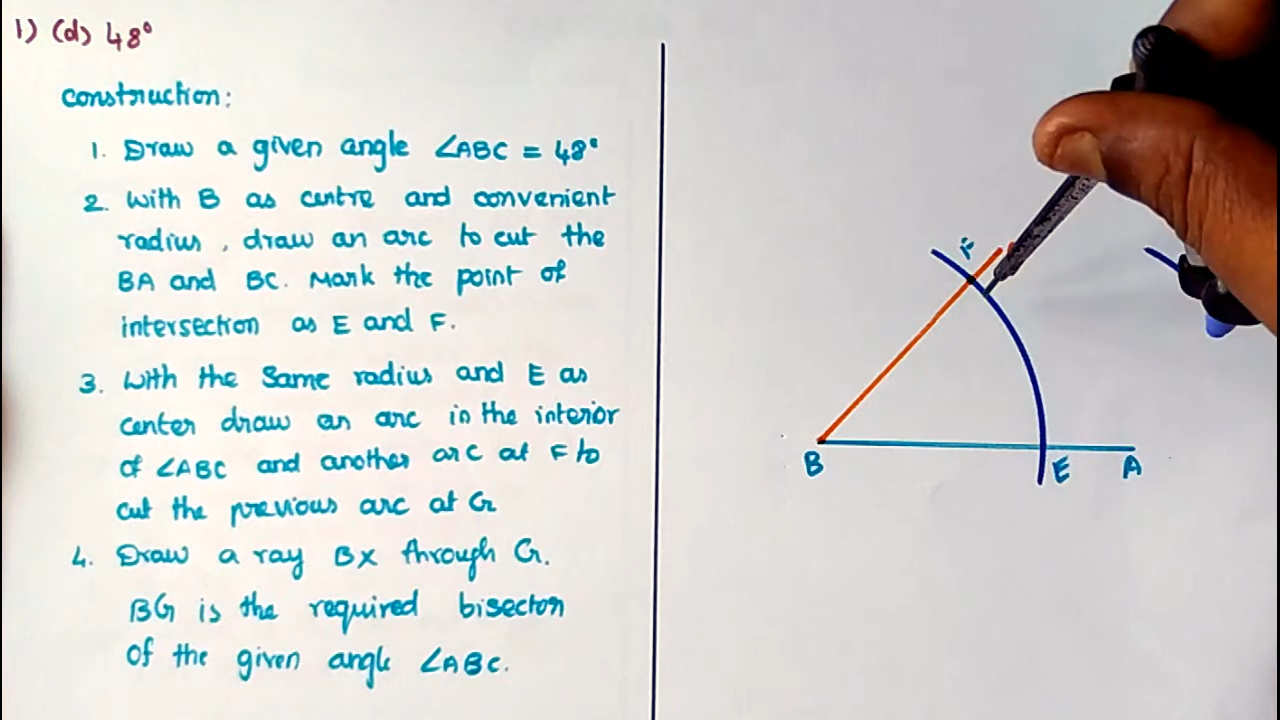 1) (d) 48°
Construction:
1. Draw a given angle ∠ABC = 48°
2. With B as centre and convenient
radius, draw an arc to cut the
BA and BC. Mark the point of
intersection as E and F.
3. With the same radius and E as
center draw an arc in the interior
of ∠ABC and another arc at F to
cut the previous arc at G
4. Draw a ray BX through G.
BG is the required bisector
of the given angle ∠ABC.
F
B
E
A